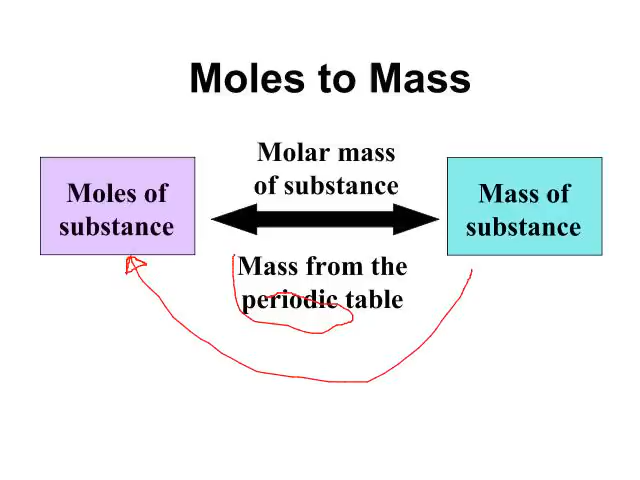 Moles to Mass
Molar mass
of substance
Moles of
substance
Mass of
substance
Mass from the
periodic table